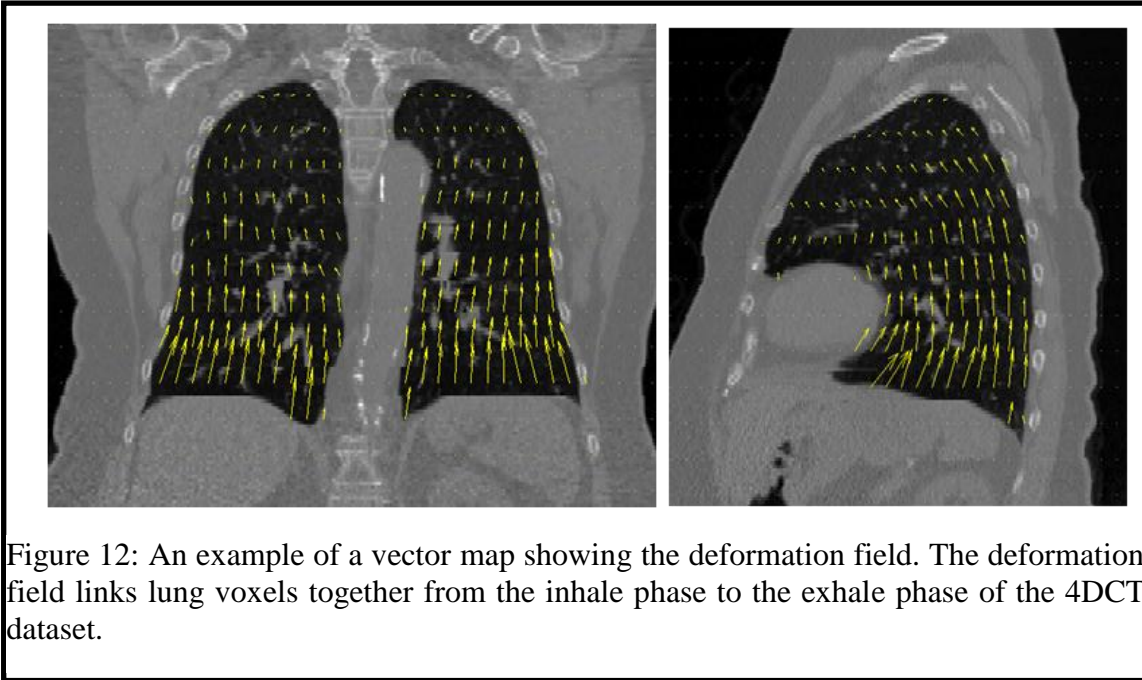 Figure 12: An example of a vector map showing the deformation field. The deformation
field links lung voxels together from the inhale phase to the exhale phase of the 4DCT
dataset.